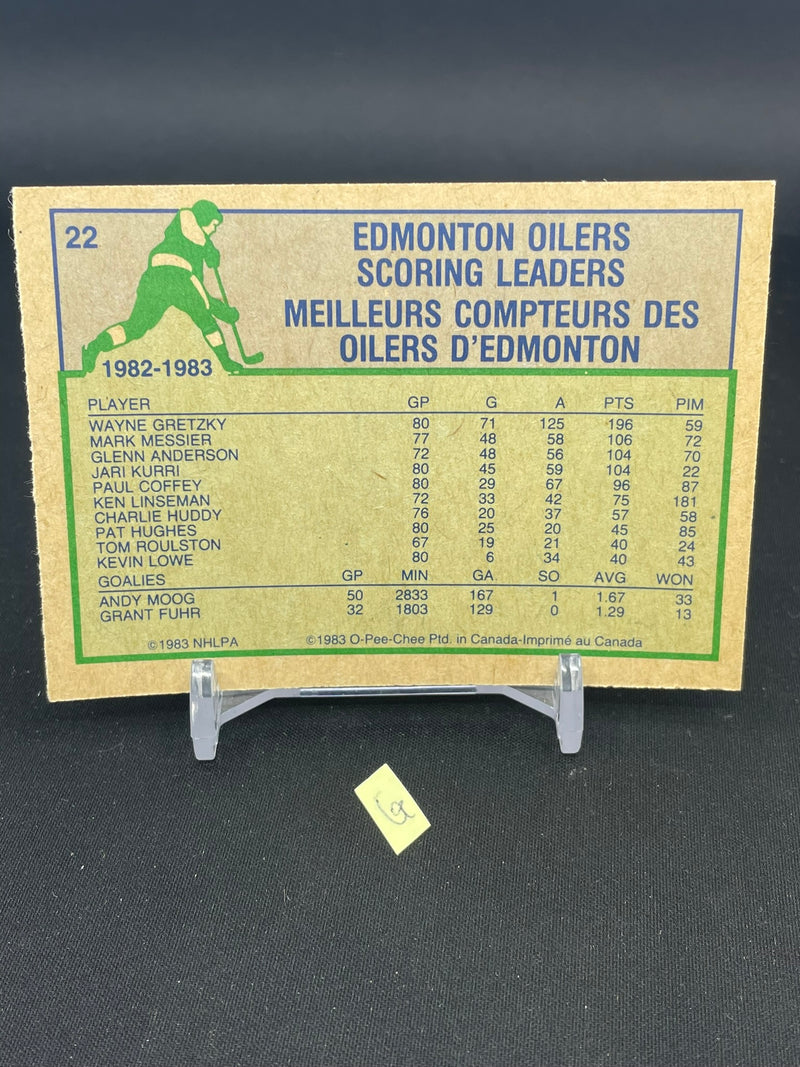 22
EDMONTON OILERS
SCORING LEADERS
MEILLEURS COMPTEURS DES
OILERS D'EDMONTON
1982-1983
PLAYER GP G A PTS PIM
WAYNE GRETZKY 80 71 125 196 59
MARK MESSIER 77 48 58 106 72
GLENN ANDERSON 72 48 56 104 70
JARI KURRI 80 45 59 104 22
PAUL COFFEY 80 29 67 96 87
KEN LINSEMAN 72 33 42 75 181
CHARLIE HUDDY 76 20 37 57 58
PAT HUGHES 80 25 20 45 85
TOM ROULSTON 67 19 21 40 24
KEVIN LOWE 80 6 34 40 43
GOALIES GP MIN GA SO AVG WON
ANDY MOOG 50 2833 167 1 1.67 33
GRANT FUHR 32 1803 129 0 1.29 13
©1983 NHLPA ©1983 O-Pee-Chee Ptd. in Canada-Imprimé au Canada